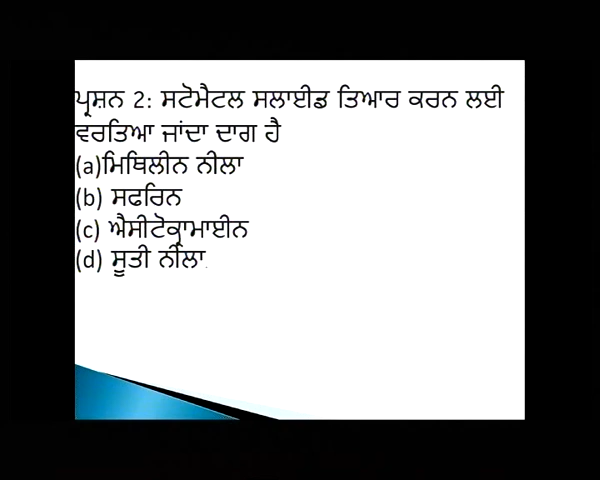 ਪ੍ਰਸ਼ਨ 2: ਸਟੋਮੈਟਲ ਸਲਾਈਡ ਤਿਆਰ ਕਰਨ ਲਈ
ਵਰਤਿਆ ਜਾਂਦਾ ਦਾਗ ਹੈ
(a)ਮਿਥਿਲੀਨ ਨੀਲਾ
(b) ਸਫਰਿਨ
(c) ਐਸੀਟੋਕ੍ਰਾਮਾਈਨ
(d) ਸੂਤੀ ਨੀਲਾ